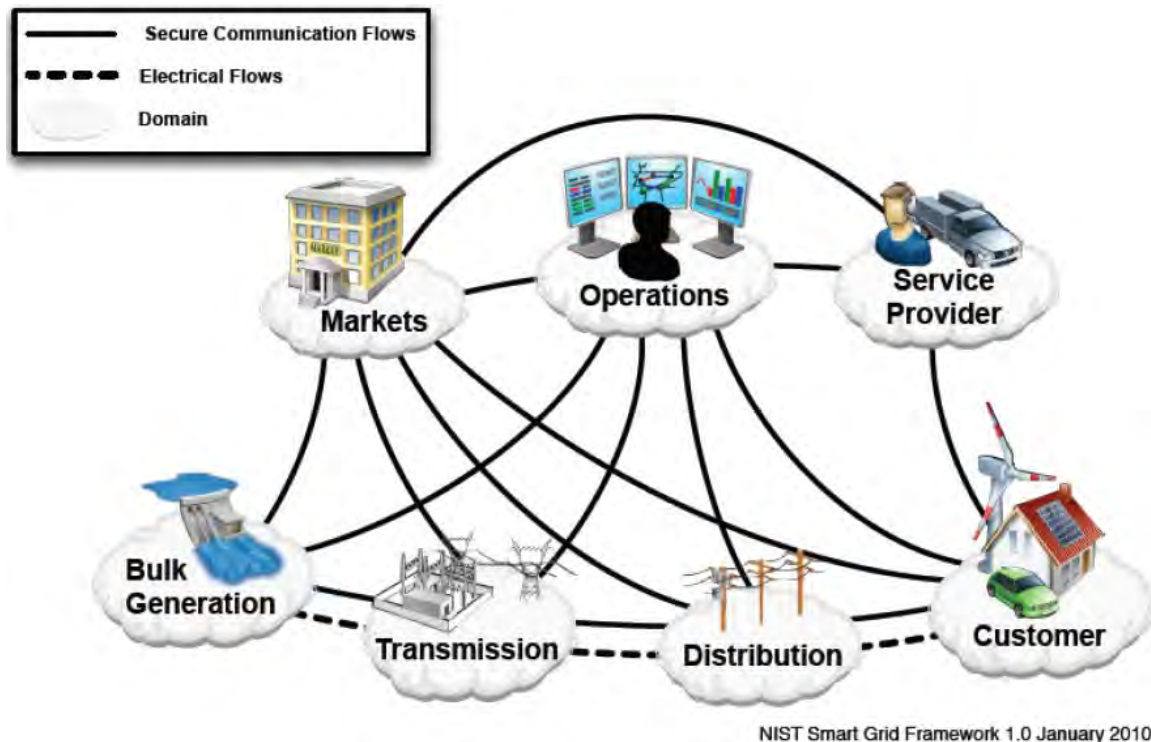 Secure Communication Flows
Electrical Flows
Domain
MARKET
Markets
Operations
Service
Provider
Bulk
Generation
Transmission
Distribution
Customer
NIST Smart Grid Framework 1.0 January 2010